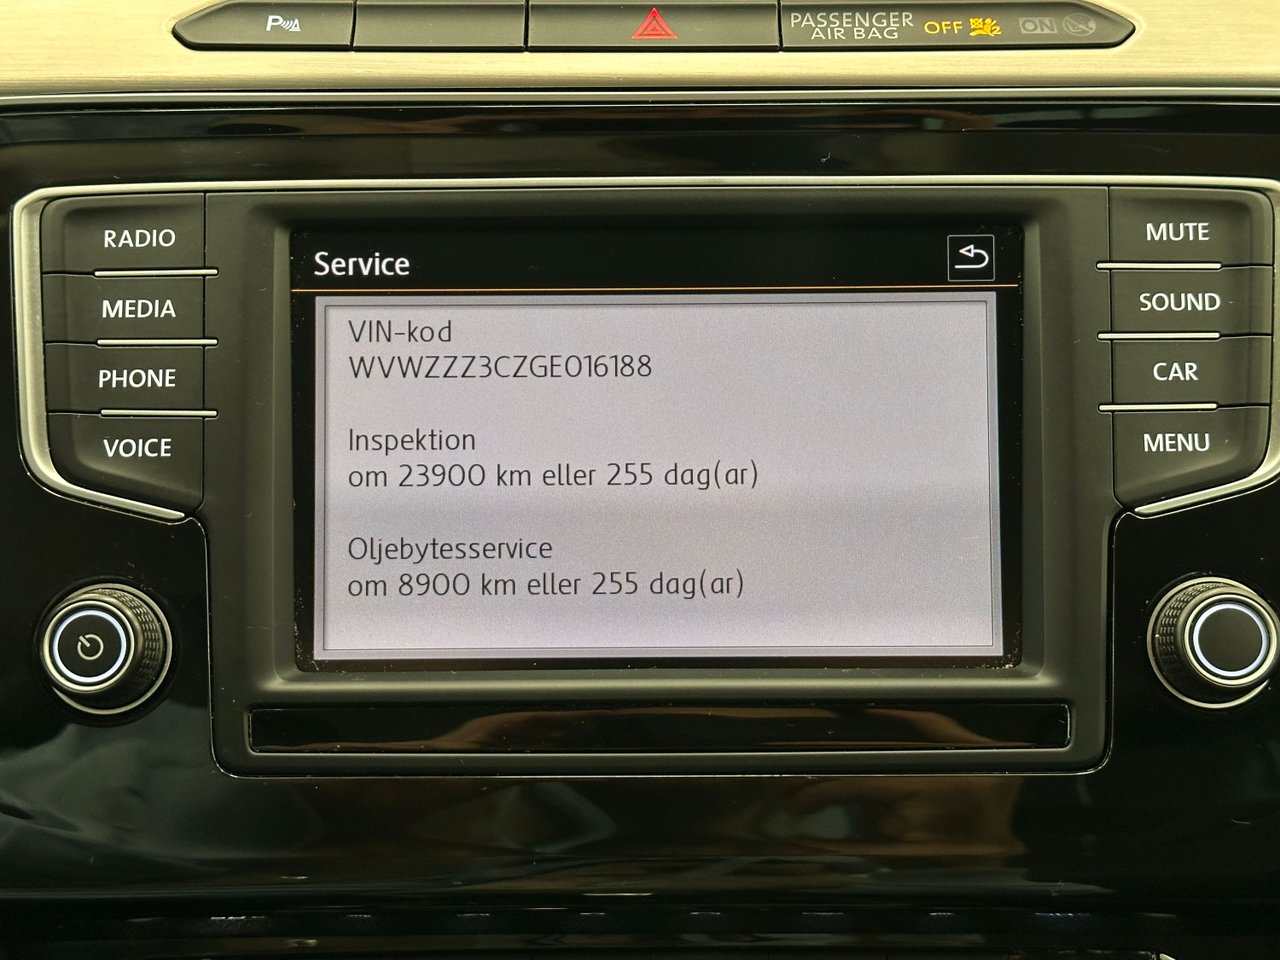 P
PASSENGER
AIR BAG
OFF
2
ON
RADIO
MEDIA
PHONE
VOICE
Service
VIN-kod
WVWZZZ3CZGE016188
Inspektion
om 23900 km eller 255 dag(ar)
Oljebytesservice
om 8900 km eller 255 dag(ar)
MUTE
SOUND
CAR
MENU